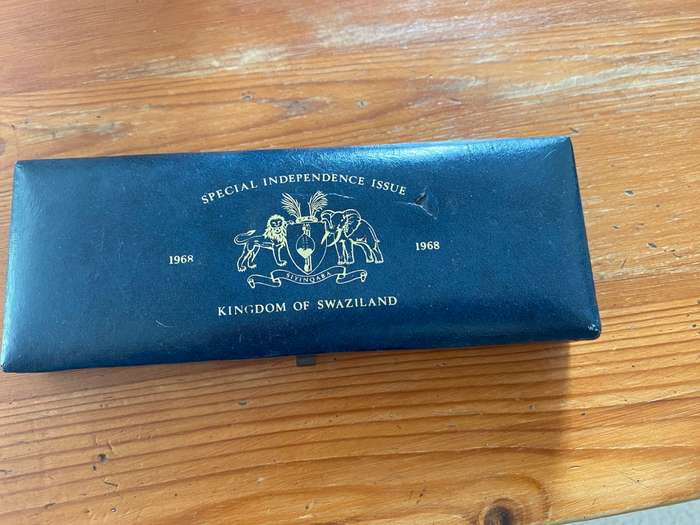 SPECIAL INDEPENDENCE ISSUE
1968
1968
SIYINQABA
KINGDOM OF SWAZILAND